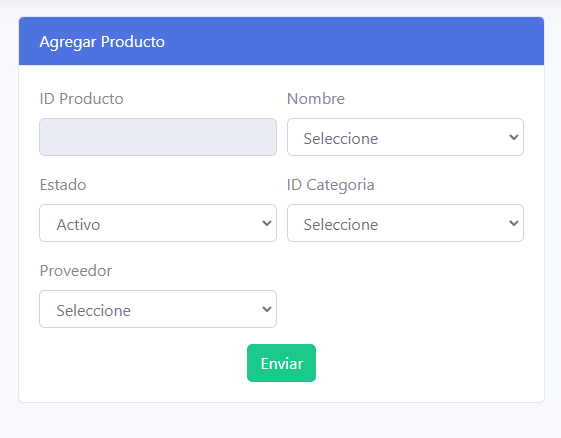 Agregar Producto
ID Producto
Nombre
Seleccione
Estado
ID Categoria
Activo
Seleccione
Proveedor
Seleccione
Enviar